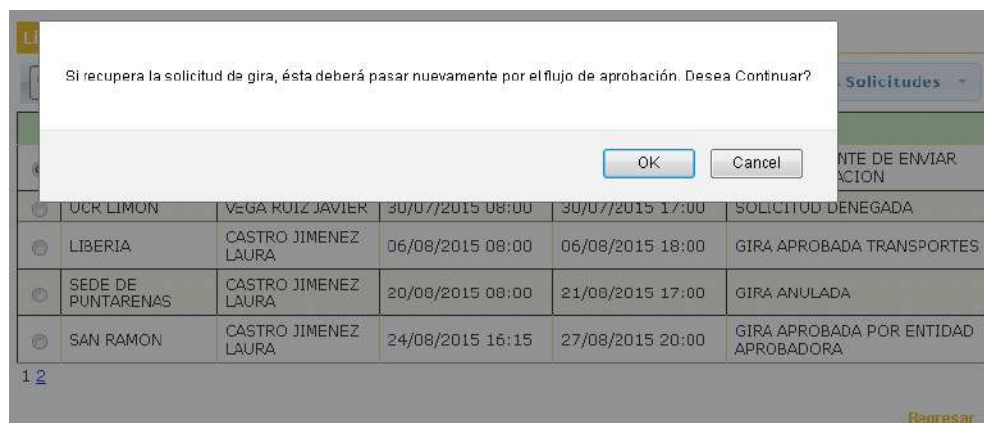 Li
Si recupera la solicitud de gira, ésta deberá pasar nuevamente por el flujo de aprobación. Desea Continuar?
Solicitudes
OK Cancel
NTE DE ENVIAR
ACION
UCR LIMON VEGA RUIZ JAVIER 30/07/2015 08:00 30/07/2015 17:00 SOLICITUD DENEGADA
LIBERIA CASTRO JIMENEZ LAURA 06/08/2015 08:00 06/08/2015 18:00 GIRA APROBADA TRANSPORTES
SEDE DE PUNTARENAS CASTRO JIMENEZ LAURA 20/08/2015 08:00 21/08/2015 17:00 GIRA ANULADA
SAN RAMON CASTRO JIMENEZ LAURA 24/08/2015 16:15 27/08/2015 20:00 GIRA APROBADA POR ENTIDAD APROBADORA
1 2
Regresar